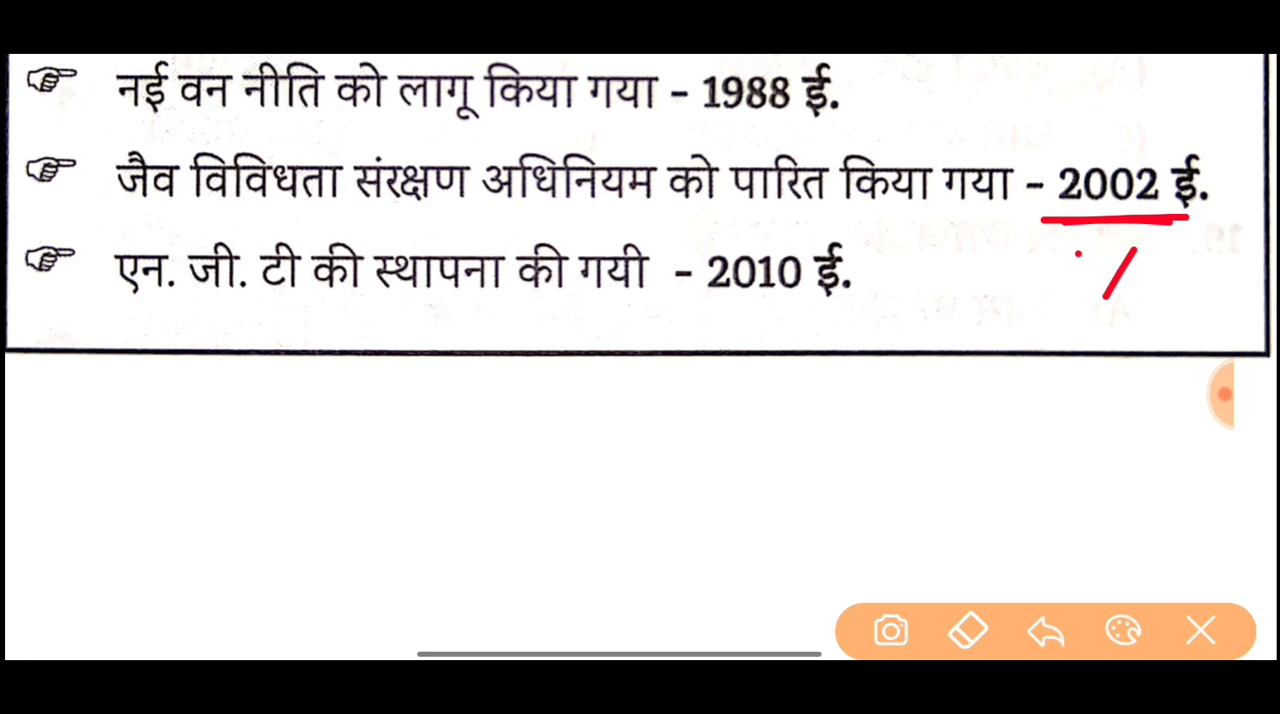 नई वन नीति को लागू किया गया - 1988 ई.
जैव विविधता संरक्षण अधिनियम को पारित किया गया - 2002 ई.
एन. जी. टी की स्थापना की गयी - 2010 ई.